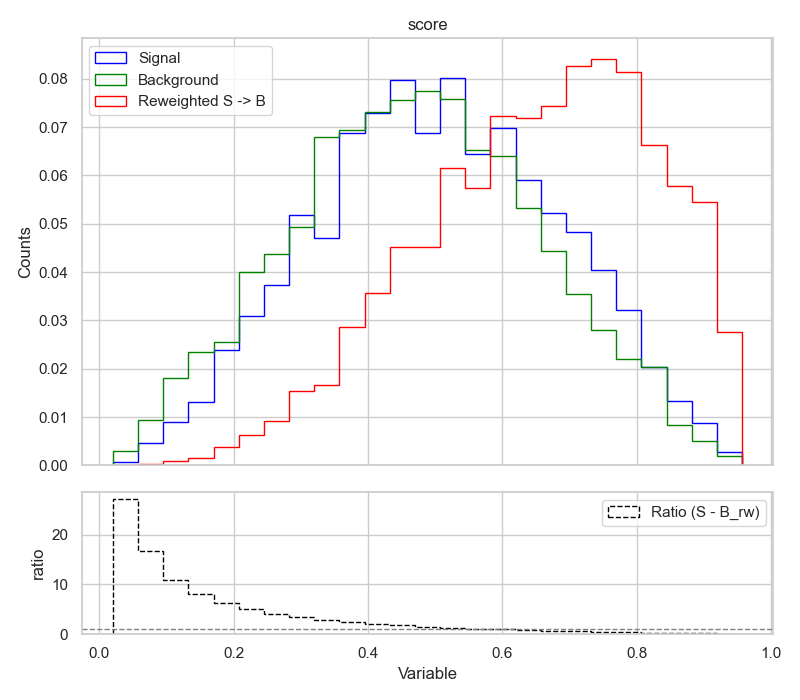 score
Signal
Background
Reweighted S -> B
Counts
0.08
0.07
0.06
0.05
0.04
0.03
0.02
0.01
0.00
Ratio (S - B_rw)
ratio
20
10
0
0.0 0.2 0.4 0.6 0.8 1.0
Variable